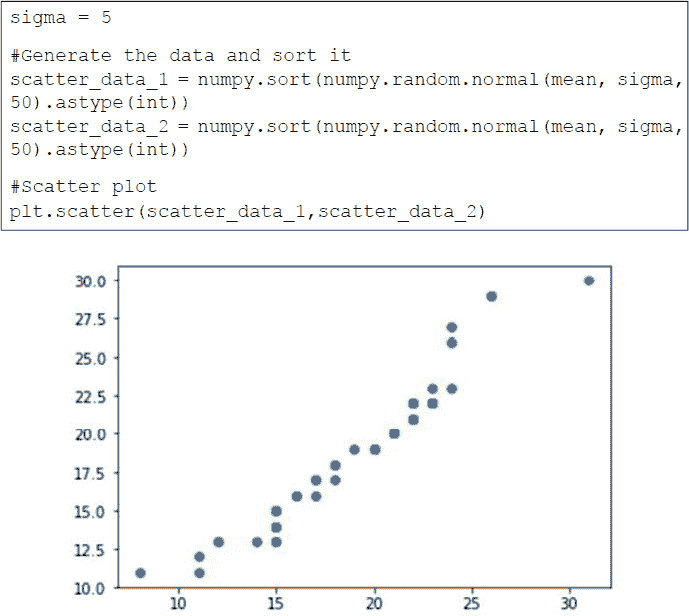 sigma = 5
#Generate the data and sort it
scatter_data_1 = numpy.sort(numpy.random.normal(mean, sigma,
50).astype(int))
scatter_data_2 = numpy.sort(numpy.random.normal(mean, sigma,
50).astype(int))
#Scatter plot
plt.scatter(scatter_data_1,scatter_data_2)
30.0
27.5
25.0
22.5
20.0
17.5
15.0
12.5
10.0
10 15 20 25 30